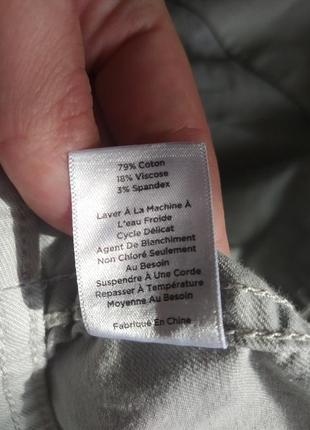 79% Coton
18% Viscose
3% Spandex
Laver À La Machine À
L'eau Froide
Cycle Délicat
Agent De Blanchiment
Non Chloré Seulement
Au Besoin
Suspendre À Une Corde
Repasser À Température
Moyenne Au Besoin
Fabriqué En Chine